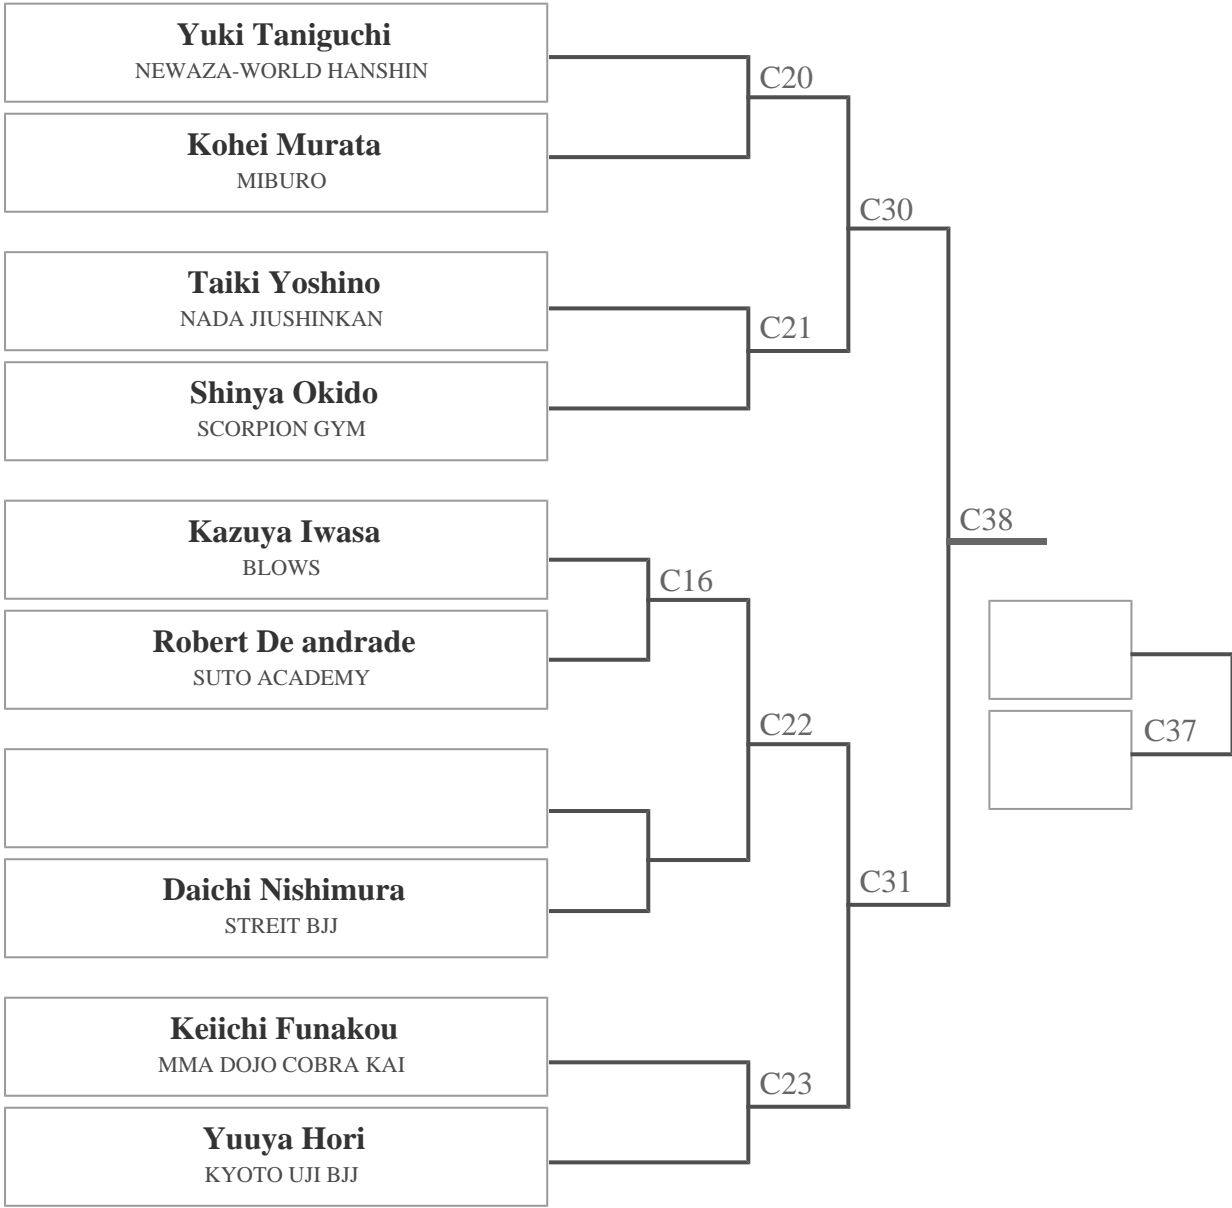 Yuki Taniguchi
NEWAZA-WORLD HANSHIN
C20
Kohei Murata
MIBURO
C30
Taiki Yoshino
NADA JIUSHINKAN
C21
Shinya Okido
SCORPION GYM
Kazuya Iwasa
BLOWS
C38
C16
Robert De andrade
SUTO ACADEMY
C22
C37
Daichi Nishimura
STREIT BJJ
C31
Keiichi Funakou
MMA DOJO COBRA KAI
C23
Yuuya Hori
KYOTO UJI BJJ